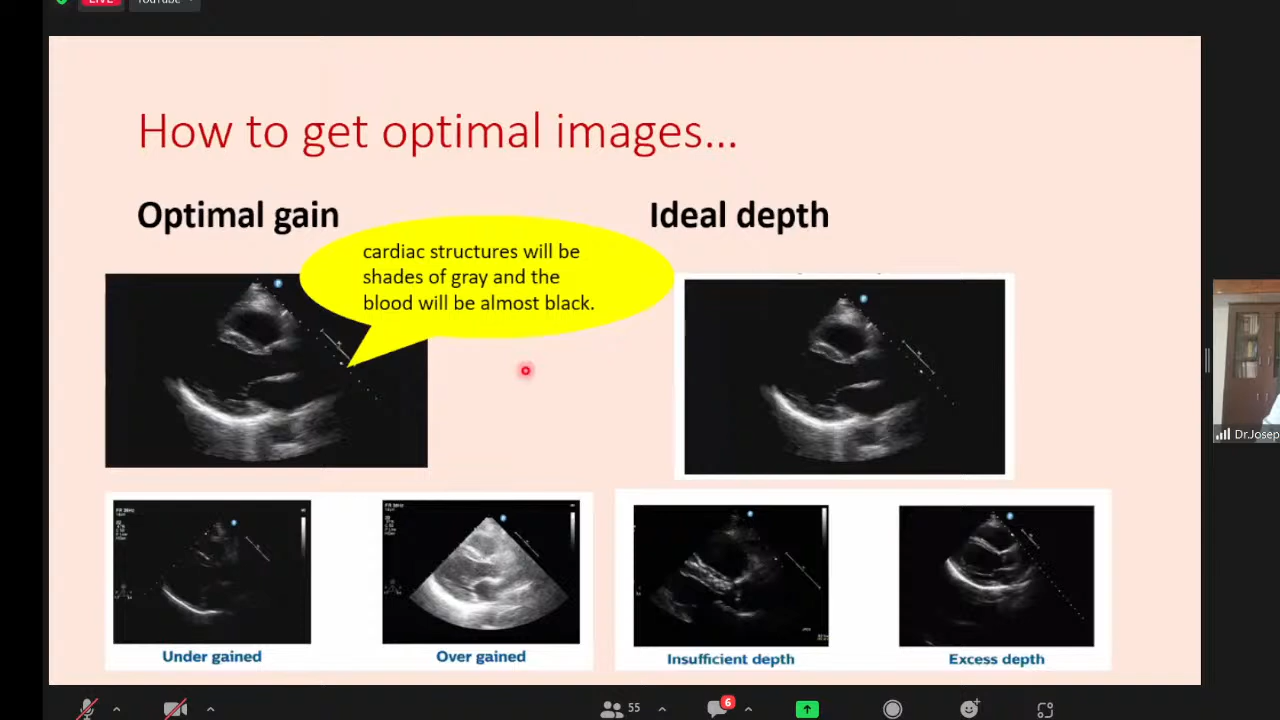 LIVE
YouTube
How to get optimal images...
Optimal gain
Ideal depth
cardiac structures will be
shades of gray and the
blood will be almost black.
Under gained
Over gained
Insufficient depth
Excess depth
Dr.Josep
55
6